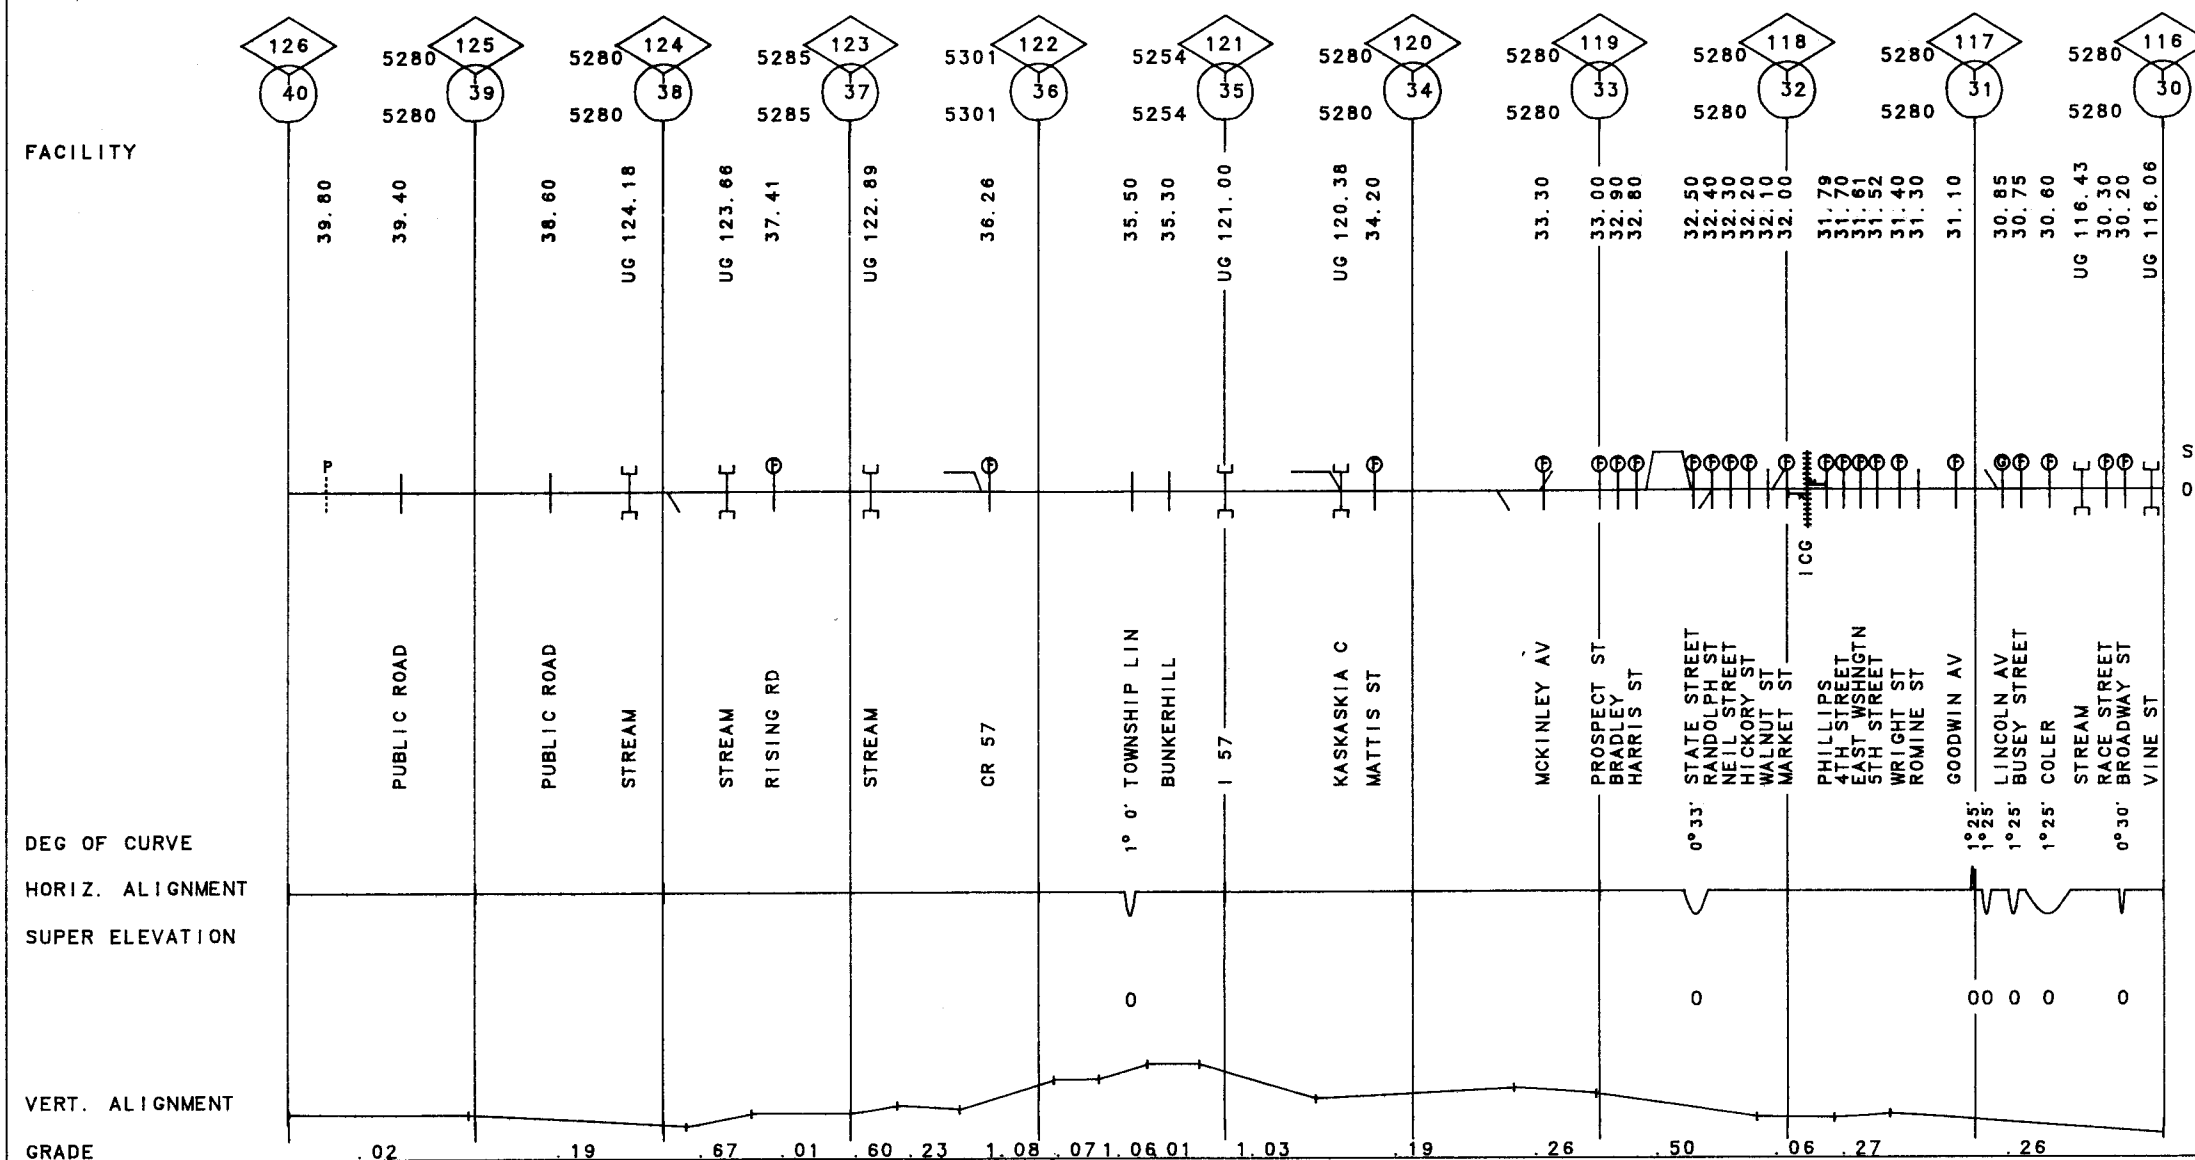 126 125 124 123 122 121 120 119 118 117 116
5280 5280 5285 5301 5254 5280 5280 5280 5280 5280
40 39 38 37 36 35 34 33 32 31 30
5280 5280 5285 5301 5254 5280 5280 5280 5280 5280
FACILITY
39.80
39.40
38.60
UG 124.18
UG 123.66
37.41
UG 122.89
36.26
35.50
35.30
UG 121.00
UG 120.38
34.20
33.30
33.00
32.90
32.80
32.50
32.40
32.30
32.20
32.10
32.00
31.79
31.70
31.61
31.52
31.40
31.30
31.10
30.85
30.75
30.60
UG 116.43
30.30
30.20
UG 116.06
P F F F F F F F F F F F F F F F F F F F G F F F F
S
0
ICG
PUBLIC ROAD
PUBLIC ROAD
STREAM
STREAM
RISING RD
STREAM
CR 57
TOWNSHIP LIN
BUNKERHILL
I 57
KASKASKIA C
MATTIS ST
MCKINLEY AV
PROSPECT ST
BRADLEY
HARRIS ST
STATE STREET
RANDOLPH ST
NEIL STREET
HICKORY ST
WALNUT ST
MARKET ST
PHILLIPS
4TH STREET
EAST WSHNGTN
5TH STREET
WRIGHT ST
ROMINE ST
GOODWIN AV
LINCOLN AV
BUSEY STREET
COLER
STREAM
RACE STREET
BROADWAY ST
VINE ST
DEG OF CURVE
1° 0'
0°33'
1°25'
1°25'
1°25'
1°25'
0°30'
HORIZ. ALIGNMENT
SUPER ELEVATION
0 0 0 0 0 0 0
VERT. ALIGNMENT
GRADE .02 .19 .67 .01 .60 .23 1.08 .07 1.06 .01 1.03 .19 .26 .50 .06 .27 .26